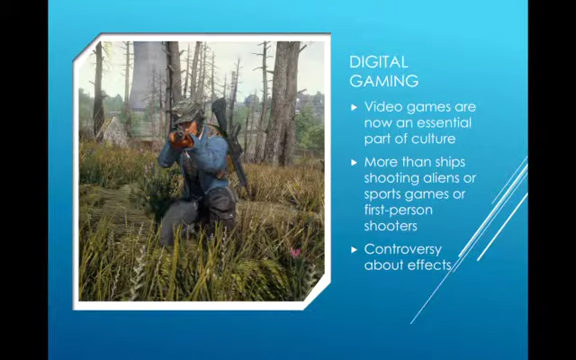 DIGITAL
GAMING
Video games are
now an essential
part of culture
More than ships
shooting aliens or
sports games or
first-person
shooters
Controversy
about effects